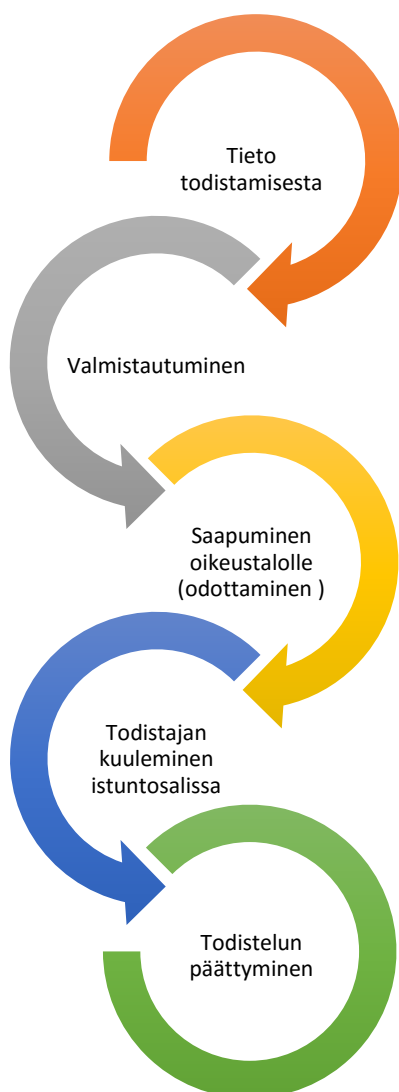 Tieto
todistamisesta
Valmistautuminen
Saapuminen
oikeustalolle
(odottaminen )
Todistajan
kuuleminen
istuntosalissa
Todistelun
päättyminen